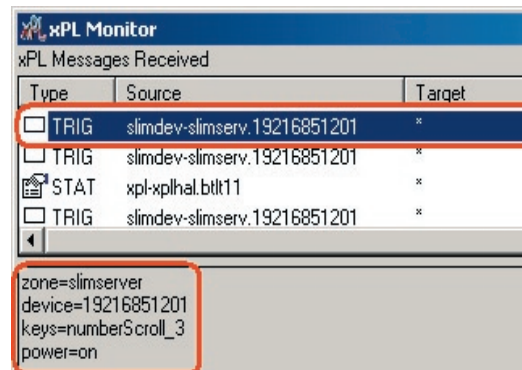 xPL Monitor
xPL Messages Received
Type Source Target
TRIG slimdev-slimserv.19216851201 *
TRIG slimdev-slimserv.19216851201 *
STAT xpl-xplhal.btlt11 *
TRIG slimdev-slimserv.19216851201 *
zone=slimserver
device=19216851201
keys=numberScroll_3
power=on